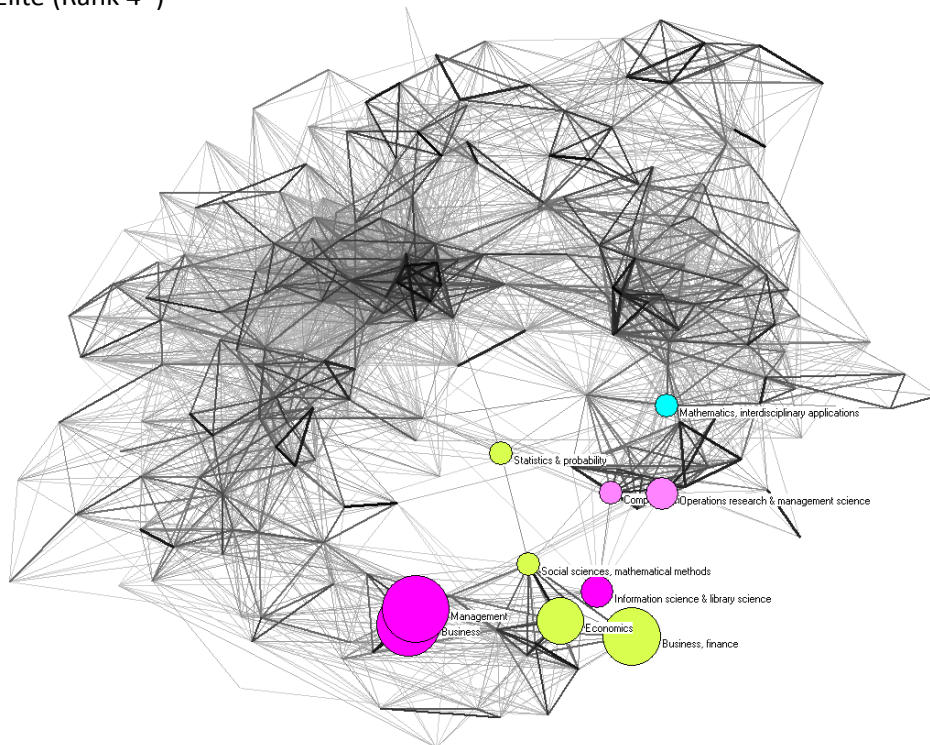 Elite (Rank 4*)
Mathematics, interdisciplinary applications
Statistics & probability
Operations research & management science
Social sciences, mathematical methods
Information science & library science
Management
Economics
Business
Business, finance